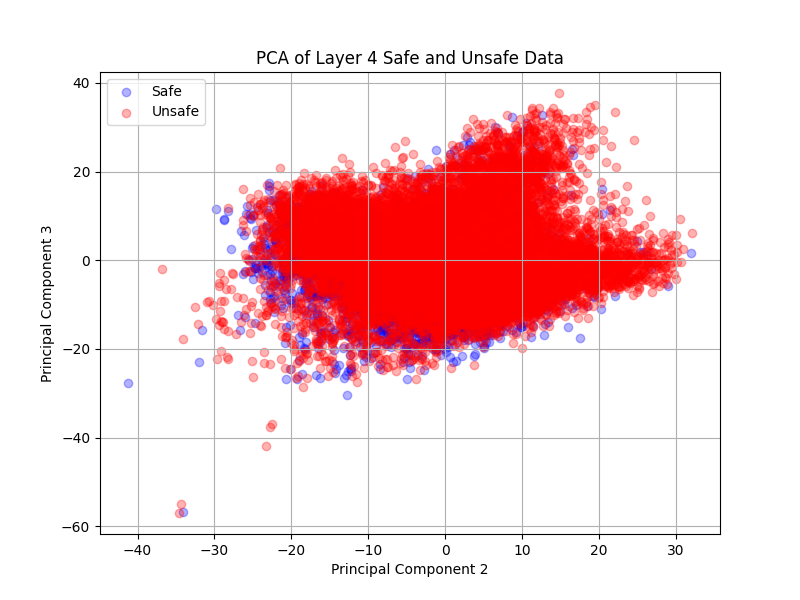 PCA of Layer 4 Safe and Unsafe Data
Safe
Unsafe
40
20
0
−20
−40
−60
Principal Component 3
−40
−30
−20
−10
0
10
20
30
Principal Component 2